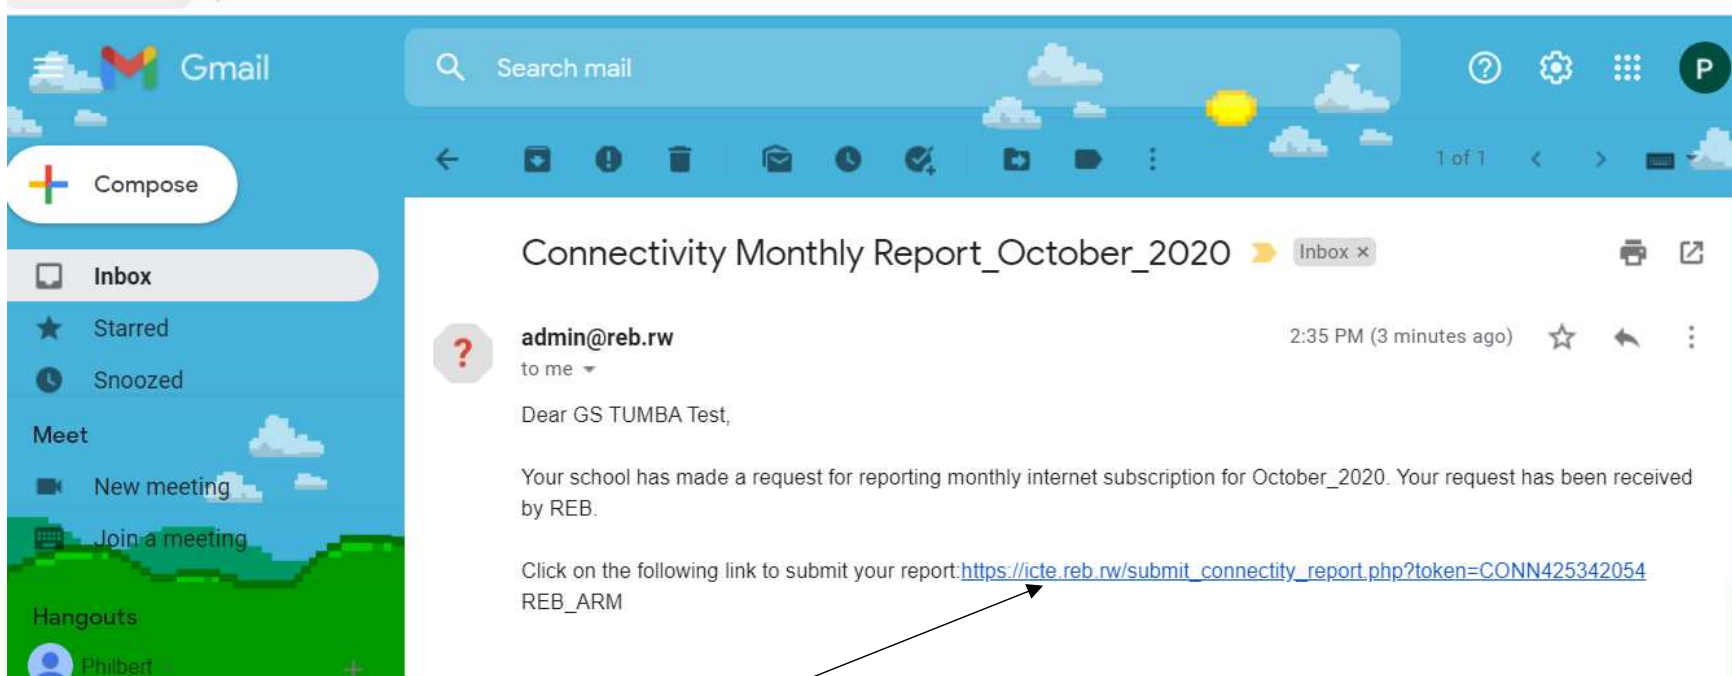 Gmail
Search mail
P
Compose
1 of 1
Connectivity Monthly Report_October_2020
Inbox ×
Inbox
Starred
Snoozed
Meet
New meeting
Join a meeting
Hangouts
Philbert
?
admin@reb.rw
2:35 PM (3 minutes ago)
to me
Dear GS TUMBA Test,
Your school has made a request for reporting monthly internet subscription for October_2020. Your request has been received
by REB.
Click on the following link to submit your report:https://icte.reb.rw/submit_connectity_report.php?token=CONN425342054
REB_ARM